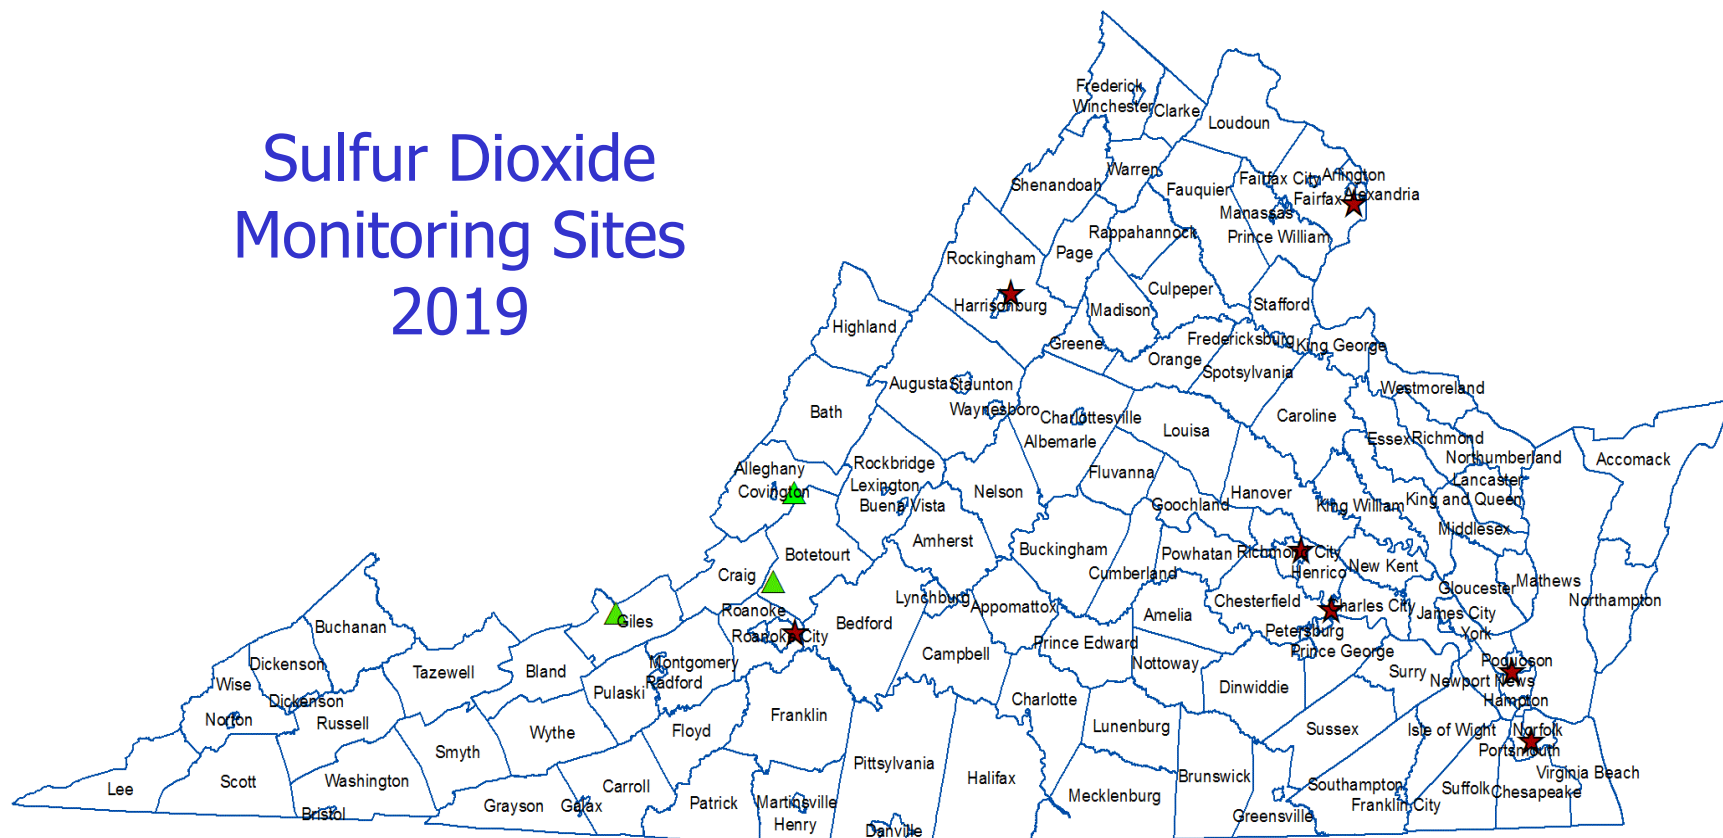 Sulfur Dioxide
Monitoring Sites
2019
Frederick
Winchester
Clarke
Loudoun
Warren
Shenandoah
Fauquier
Fairfax City
Arlington
Alexandria
Fairfax
Manassas
Prince William
Rappahannock
Page
Rockingham
Culpeper
Stafford
Harrisonburg
Madison
Highland
Greene
Fredericksburg
King George
Orange
Spotsylvania
Westmoreland
Augusta
Staunton
Bath
Waynesboro
Charlottesville
Caroline
Louisa
Albemarle
Essex
Richmond
Northumberland
Accomack
Alleghany
Rockbridge
Fluvanna
Lancaster
Covington
Lexington
Nelson
Hanover
King and Queen
Buena Vista
Goochland
King William
Middlesex
Amherst
Buckingham
Botetourt
Powhatan
Richmond City
New Kent
Craig
Cumberland
Henrico
Gloucester
Mathews
Lynchburg
Appomattox
Chesterfield
Charles City
Northampton
Roanoke
Amelia
James City
Giles
Bedford
Buchanan
Roanoke City
Petersburg
York
Prince Edward
Prince George
Campbell
Dickenson
Montgomery
Nottoway
Poquoson
Tazewell
Bland
Surry
Wise
Radford
Newport News
Pulaski
Dinwiddie
Dickenson
Charlotte
Hampton
Norton
Russell
Franklin
Lunenburg
Wythe
Floyd
Sussex
Isle of Wight
Norfolk
Smyth
Portsmouth
Pittsylvania
Virginia Beach
Scott
Washington
Halifax
Brunswick
Lee
Carroll
Southampton
Suffolk
Chesapeake
Mecklenburg
Grayson
Galax
Patrick
Martinsville
Franklin City
Bristol
Henry
Greensville
Danville